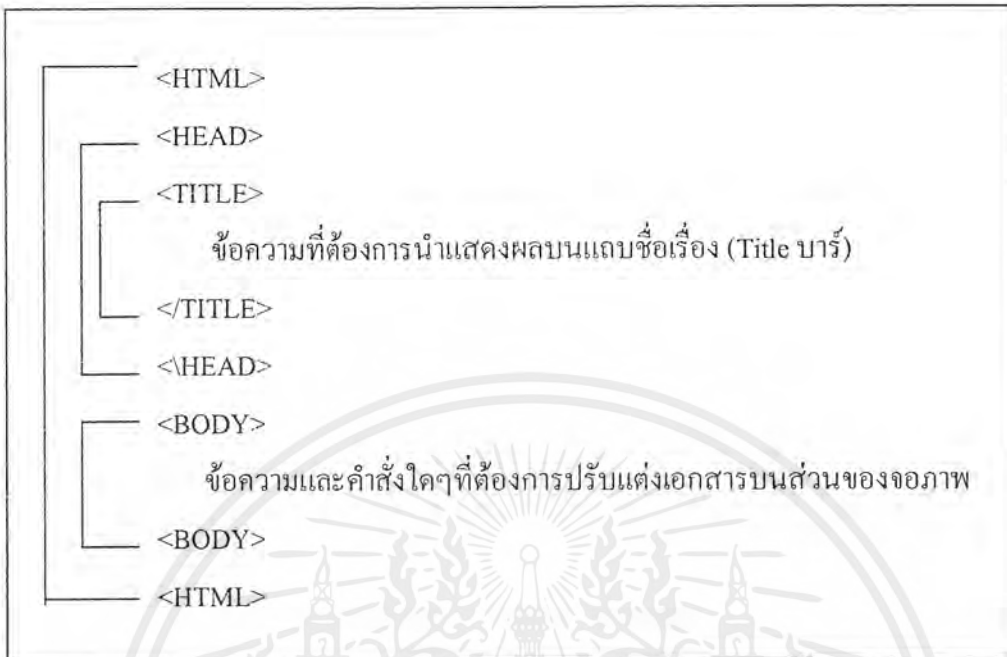 <HTML>
<HEAD>
<TITLE>
ข้อความที่ต้องการนำแสดงผลบนแถบชื่อเรื่อง (Title บาร์)
</TITLE>
<\HEAD>
<BODY>
ข้อความและคำสั่งใดๆที่ต้องการปรับแต่งเอกสารบนส่วนของจอภาพ
<BODY>
<HTML>